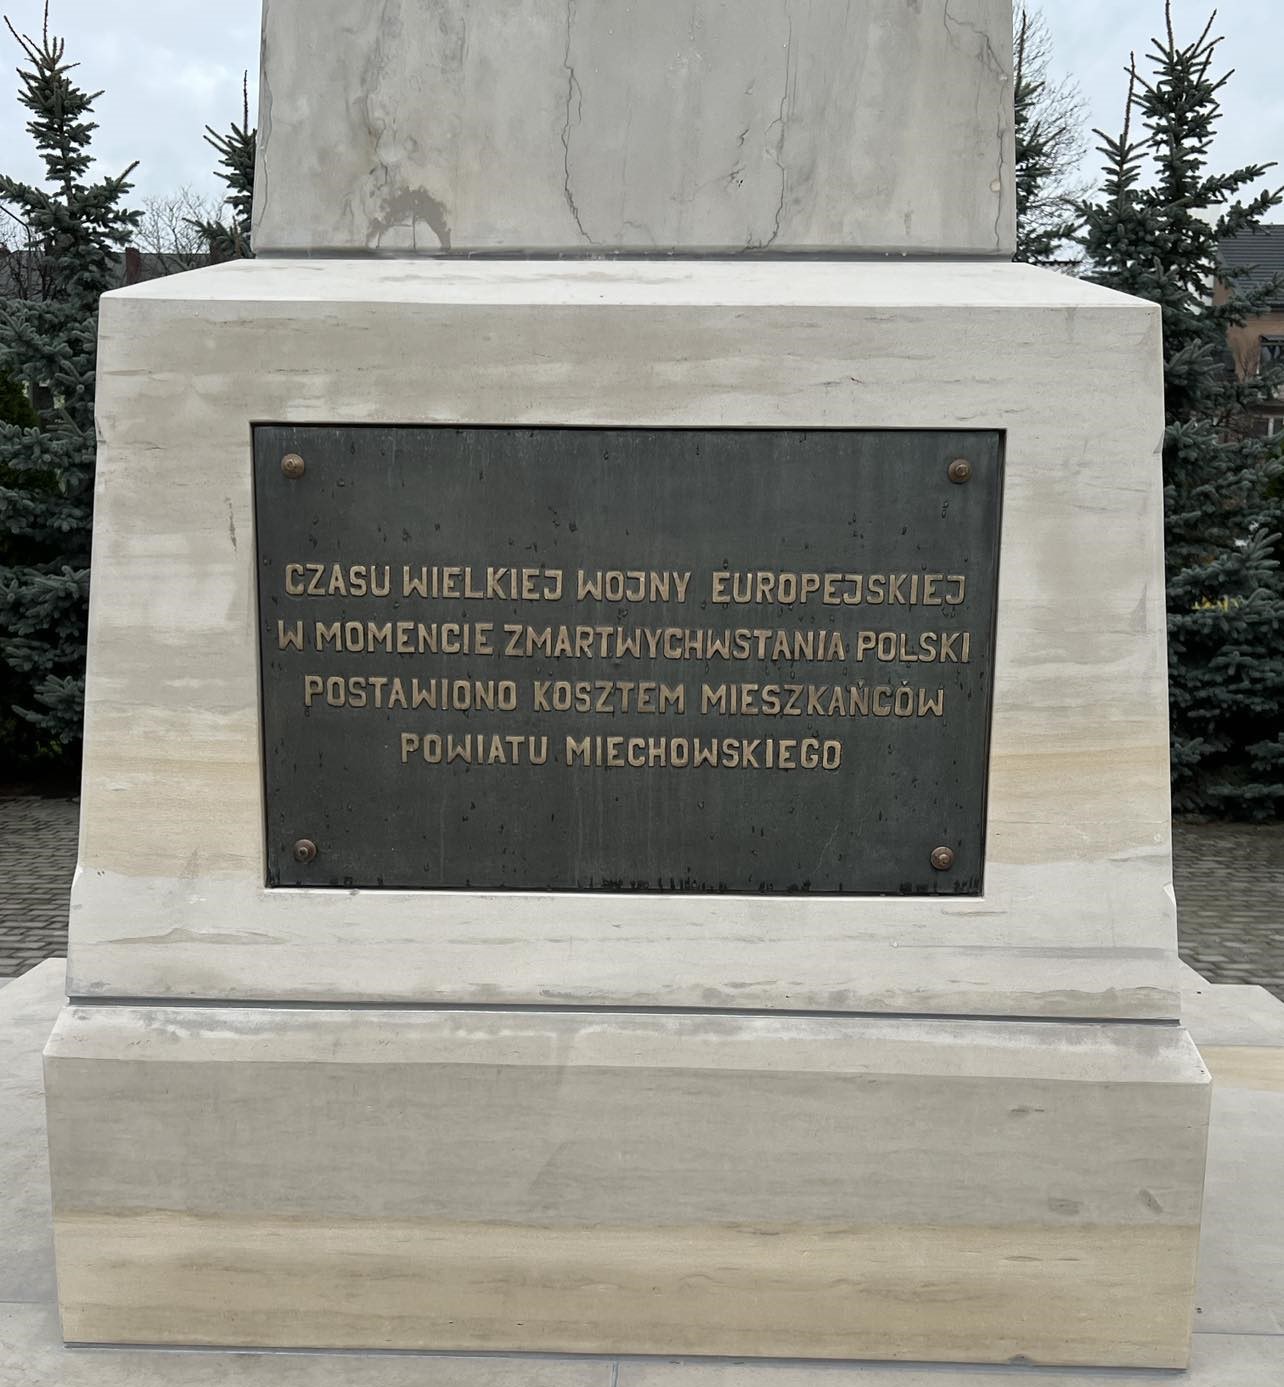 CZASU WIELKIEJ WOJNY EUROPEJSKIEJ
W MOMENCIE ZMARTWYCHWSTANIA POLSKI
POSTAWIONO KOSZTEM MIESZKAŃCÓW
POWIATU MIECHOWSKIEGO